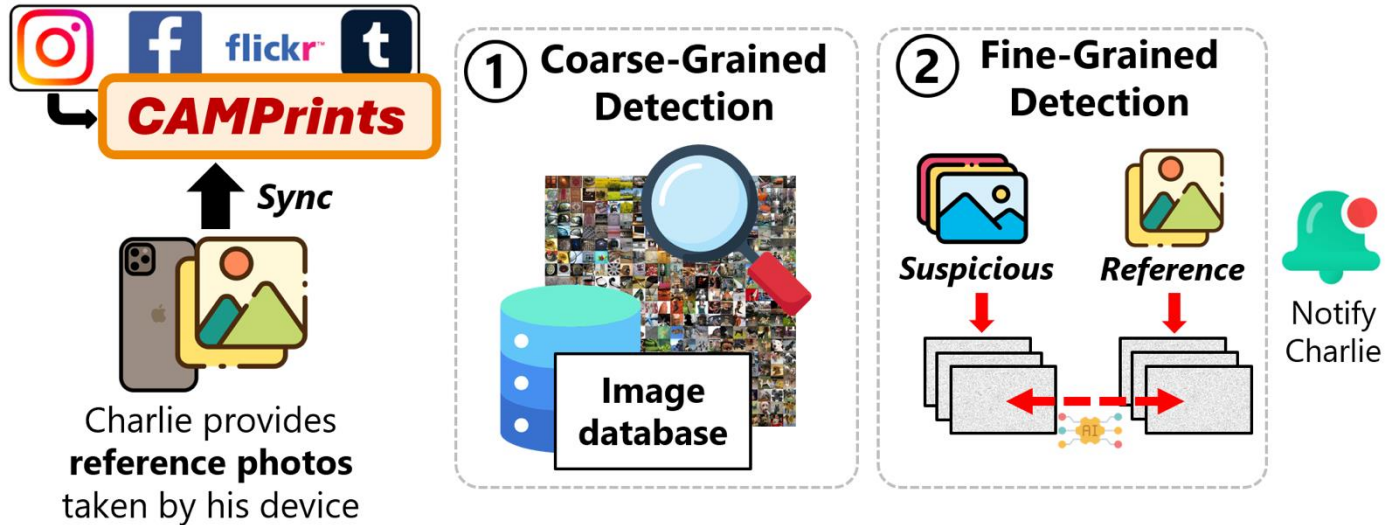 f
flickr™
t
CAMPrints
Sync
Charlie provides
reference photos
taken by his device
1
Coarse-Grained
Detection
Image
database
2
Fine-Grained
Detection
Suspicious
Reference
AI
Notify
Charlie